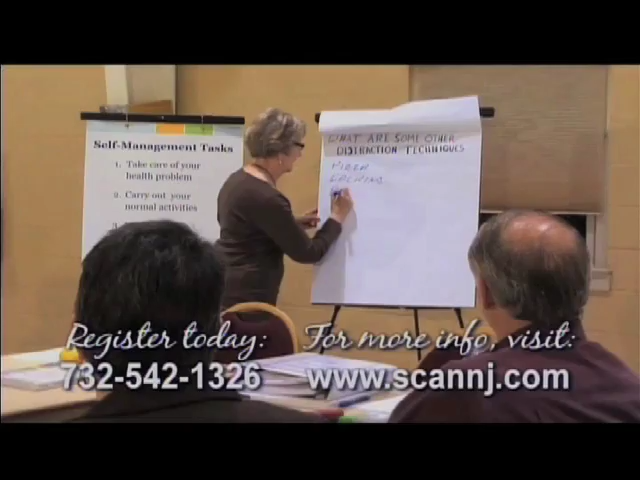 Self-Management Tasks
1. Take care of your
health problem
2. Carry out your
normal activities
3.
WHAT ARE SOME OTHER
DISTRACTION TECHNIQUES
Register today:
732-542-1326
For more info, visit:
www.scannj.com